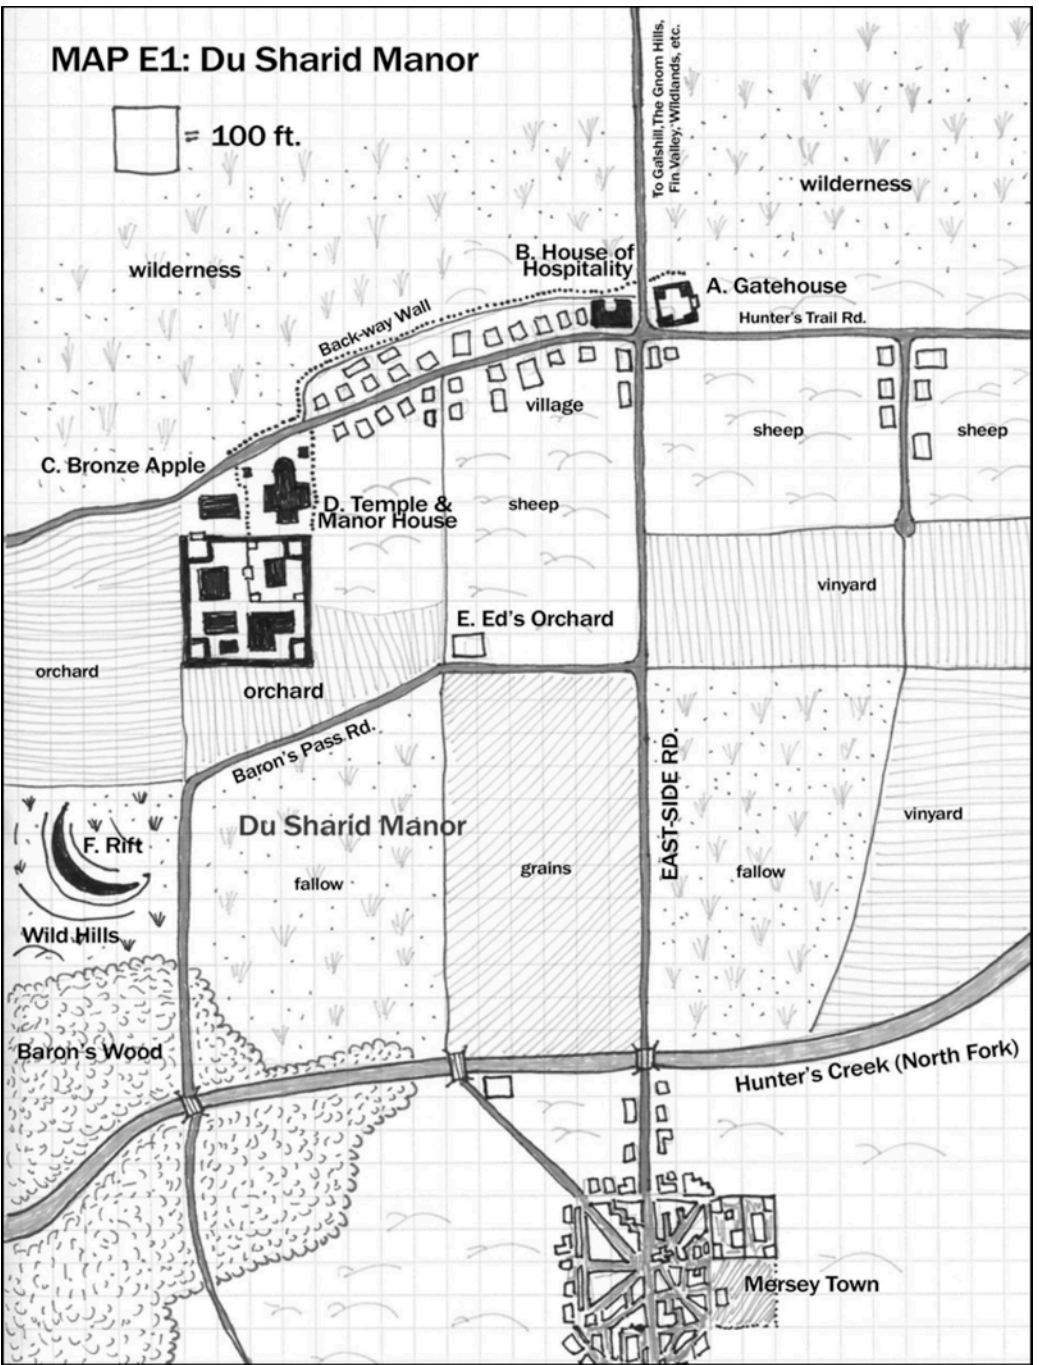 MAP E1: Du Sharid Manor
= 100 ft.
To Galshill,The Gnom Hills,
Fin Valley, Wildlands, etc.
wilderness
wilderness
B. House of
Hospitality
A. Gatehouse
Hunter's Trail Rd.
Back-way Wall
village
sheep
sheep
C. Bronze Apple
D. Temple &
Manor House
sheep
vinyard
E. Ed's Orchard
orchard
orchard
Baron's Pass Rd.
EAST-SIDE RD.
Du Sharid Manor
vinyard
F. Rift
grains
fallow
fallow
Wild Hills
Baron's Wood
Hunter's Creek (North Fork)
Mersey Town